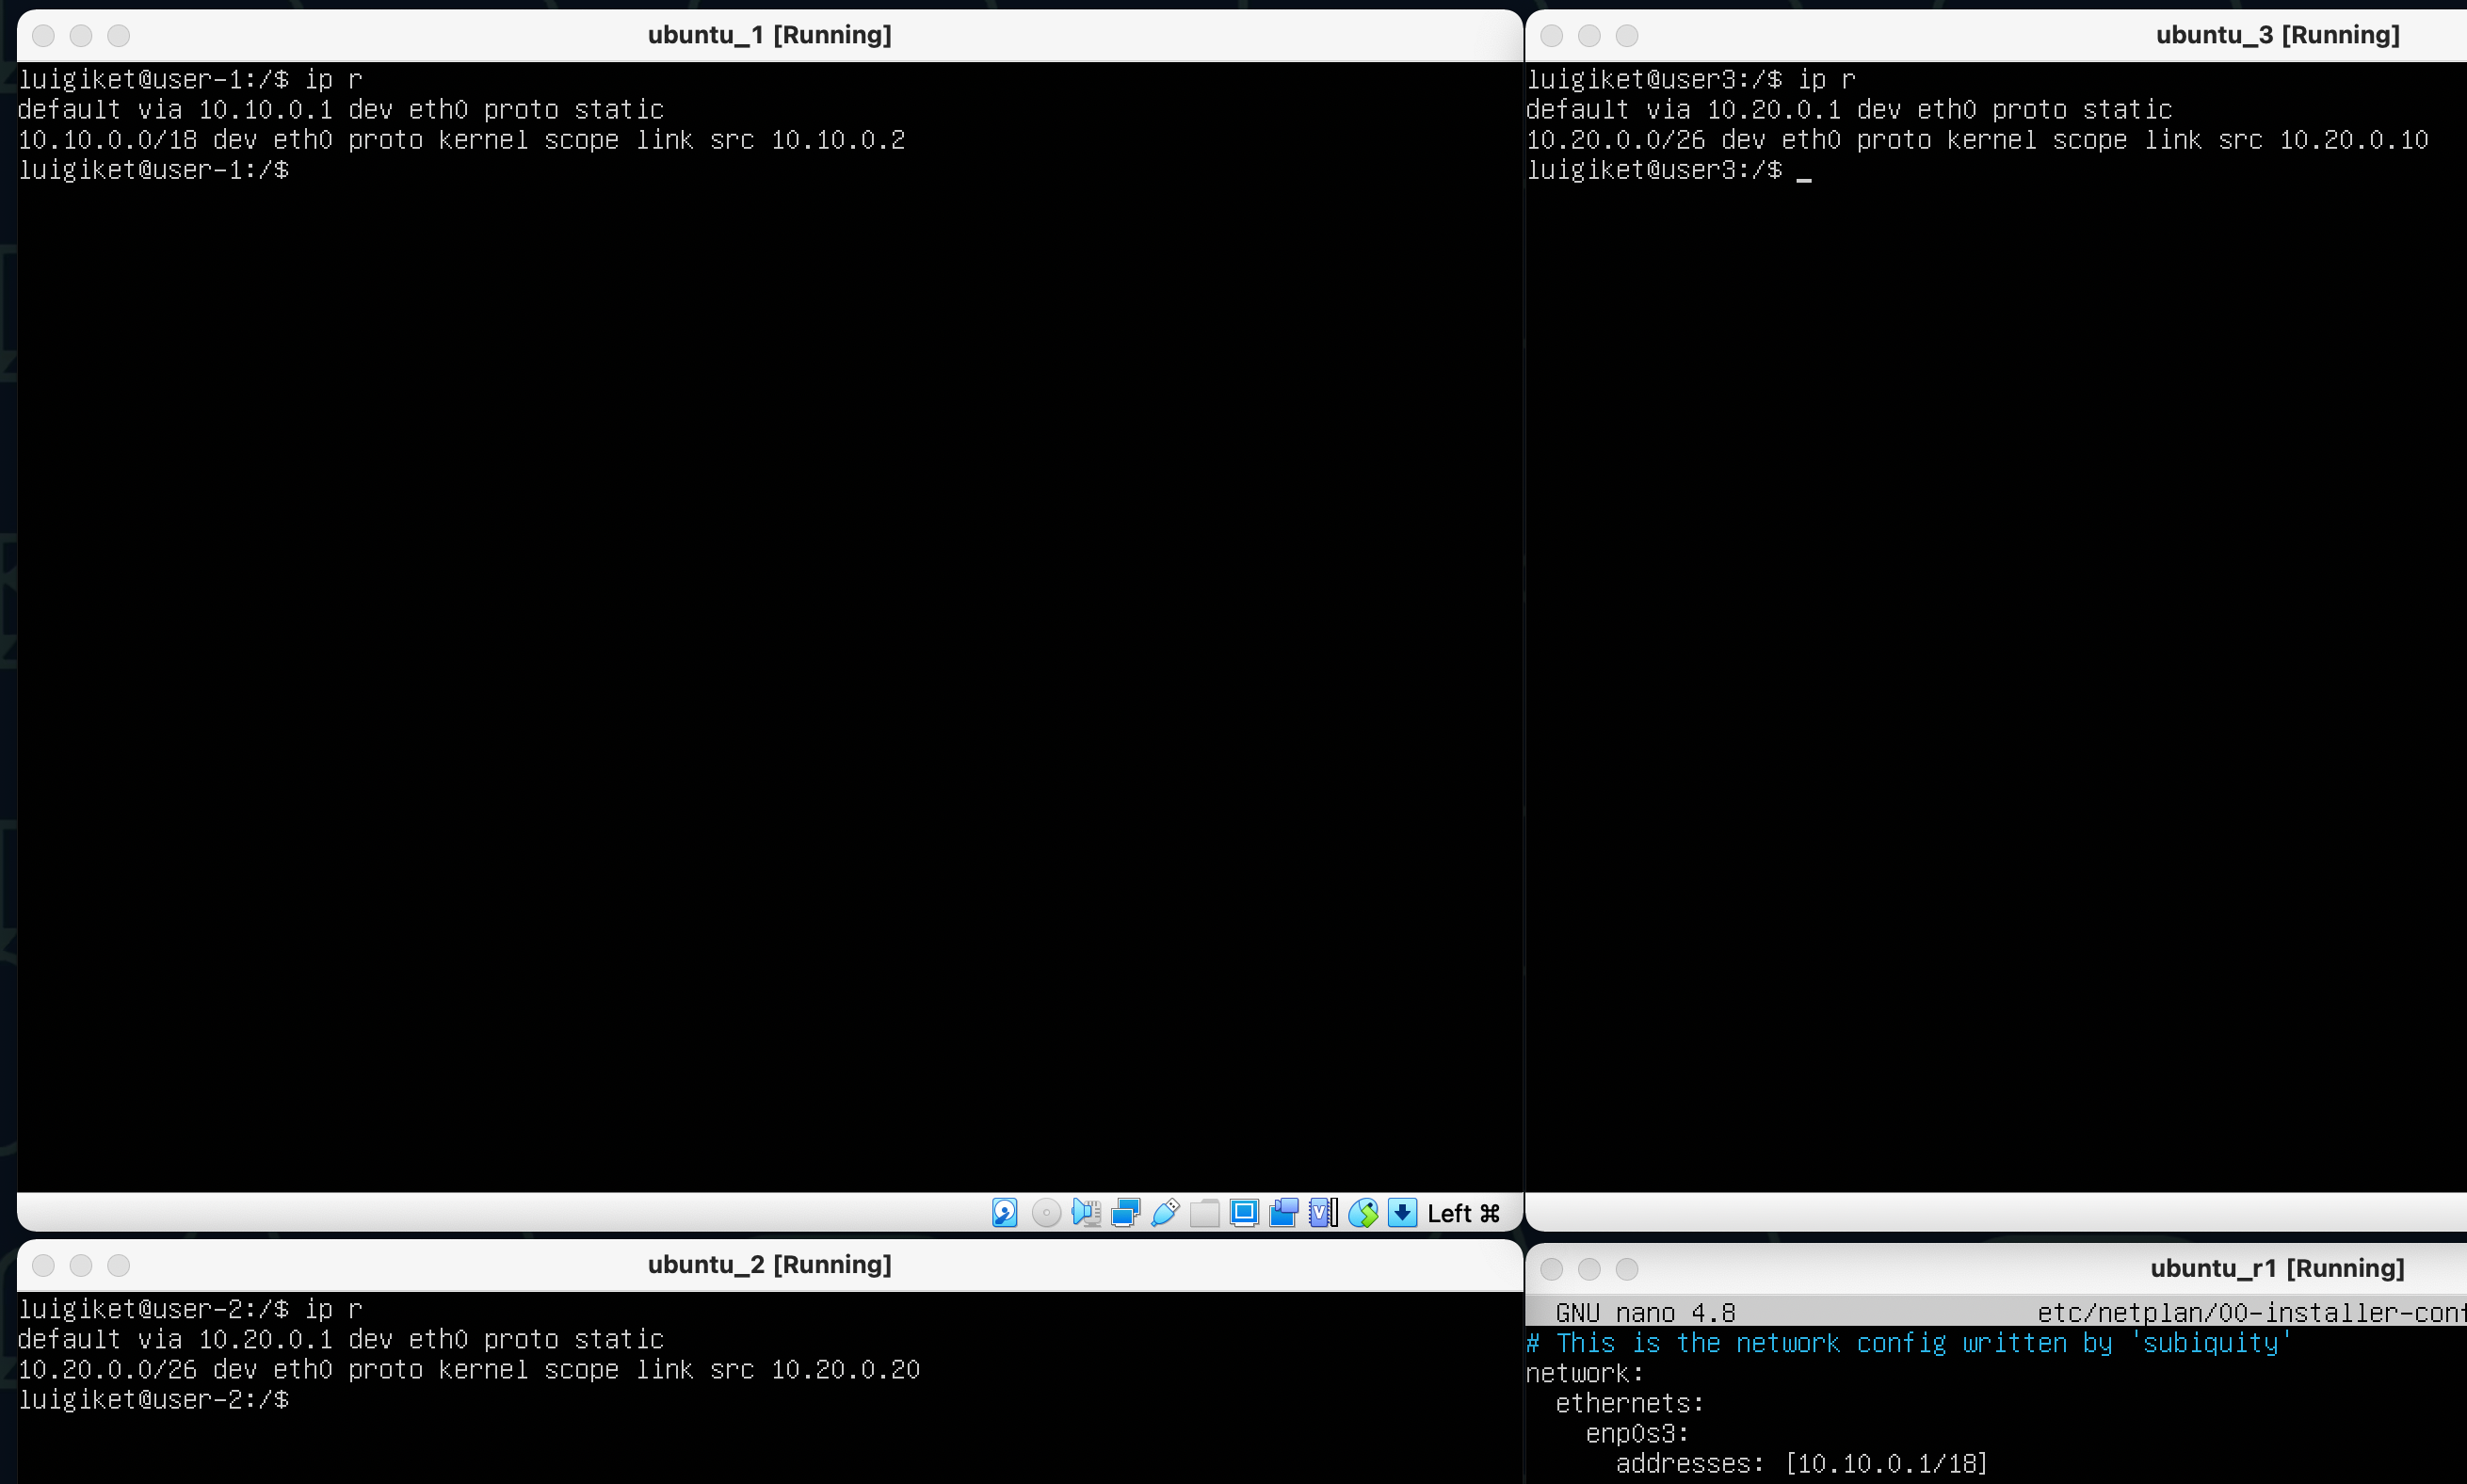 ubuntu_1 [Running]
luigiket@user-1:/$ ip r
default via 10.10.0.1 dev eth0 proto static
10.10.0.0/18 dev eth0 proto kernel scope link src 10.10.0.2
luigiket@user-1:/$
Left ⌘
ubuntu_3 [Running]
luigiket@user3:/$ ip r
default via 10.20.0.1 dev eth0 proto static
10.20.0.0/26 dev eth0 proto kernel scope link src 10.20.0.10
luigiket@user3:/$ _
ubuntu_2 [Running]
luigiket@user-2:/$ ip r
default via 10.20.0.1 dev eth0 proto static
10.20.0.0/26 dev eth0 proto kernel scope link src 10.20.0.20
luigiket@user-2:/$
ubuntu_r1 [Running]
GNU nano 4.8 etc/netplan/00-installer-conf
# This is the network config written by 'subiquity'
network:
  ethernets:
    enp0s3:
      addresses: [10.10.0.1/18]